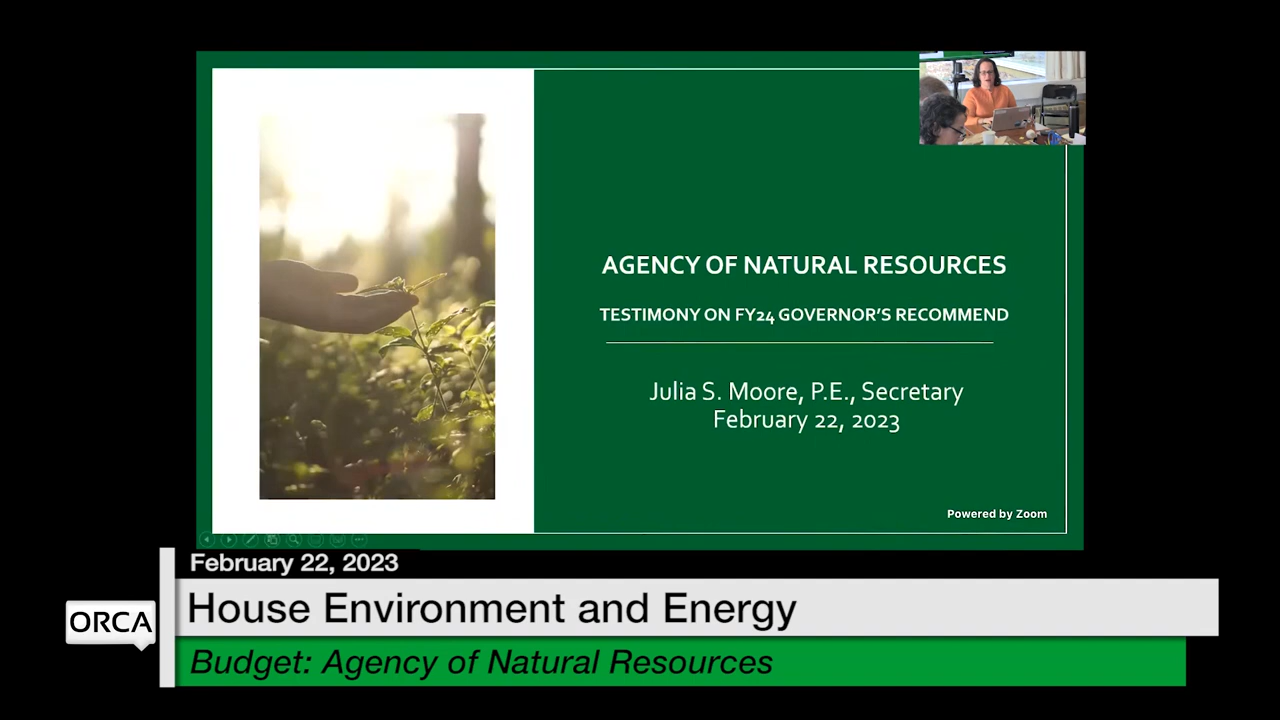 AGENCY OF NATURAL RESOURCES
TESTIMONY ON FY24 GOVERNOR'S RECOMMEND
Julia S. Moore, P.E., Secretary
February 22, 2023
Powered by Zoom
February 22, 2023
ORCA
House Environment and Energy
Budget: Agency of Natural Resources